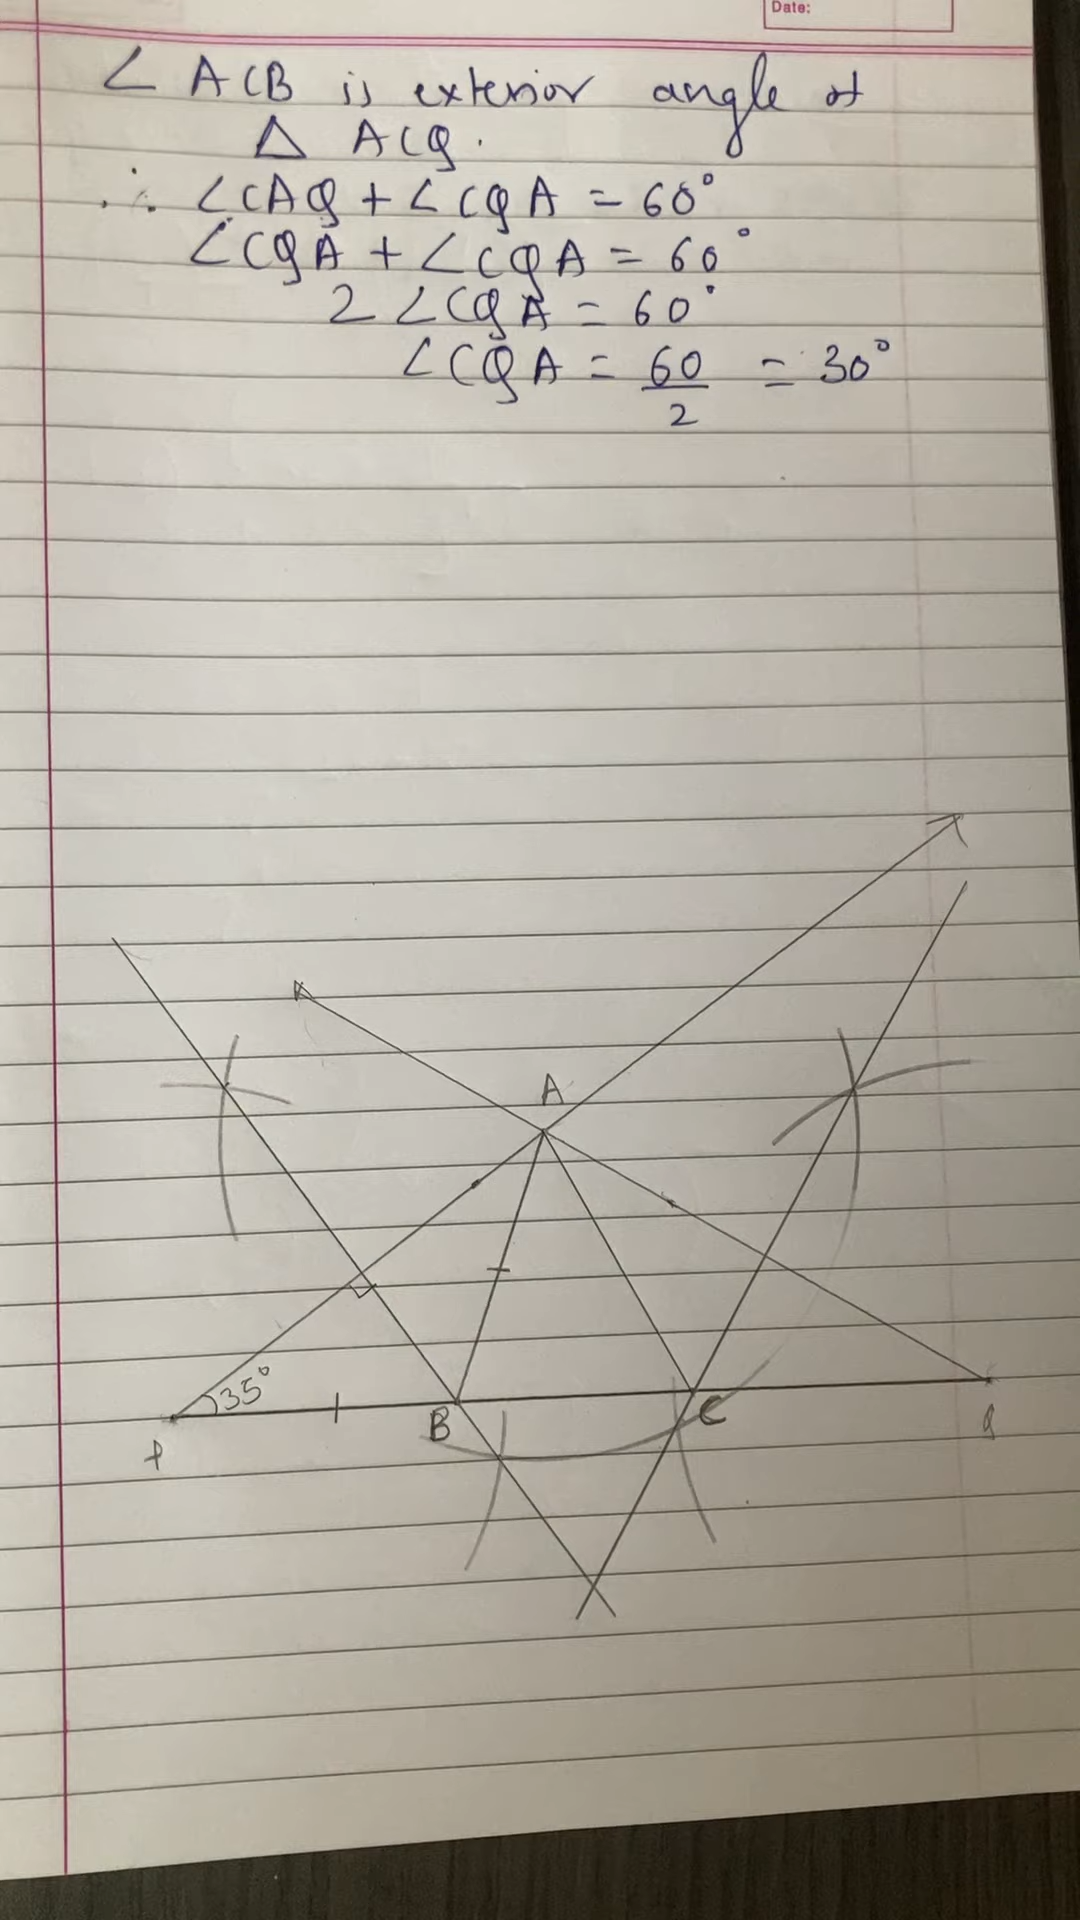 Date:
∠ ACB is exterior angle of
△ ACQ.
∴ ∠CAQ + ∠CQA = 60°
∠CQA + ∠CQA = 60°
2 ∠CQA = 60°
∠CQA = 60/2 = 30°
A
35°
P
B
C
Q